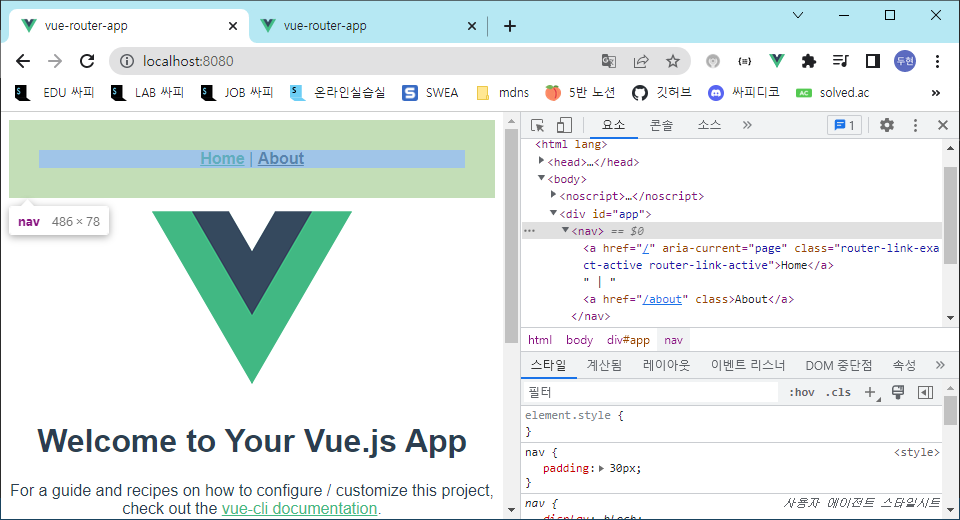 vue-router-app
vue-router-app
localhost:8080
두현
EDU 싸피
LAB 싸피
JOB 싸피
온라인실습실
SWEA
mdns
5반 노션
깃허브
싸피디코
solved.ac
»
Home | About
nav 486 × 78
Welcome to Your Vue.js App
For a guide and recipes on how to configure / customize this project,
check out the vue-cli documentation.
요소 콘솔 소스 » 1
<html lang>
<head>…</head>
<body>
<noscript>…</noscript>
<div id="app">
<nav> == $0
<a href="/" aria-current="page" class="router-link-exa
ct-active router-link-active">Home</a>
" | "
<a href="/about" class>About</a>
</nav>
html body div#app nav
스타일 계산됨 레이아웃 이벤트 리스너 DOM 중단점 속성 »
필터 :hov .cls
element.style {
}
nav { <style>
padding: 30px;
}
nav { 사용자 에이전트 스타일시트
display: block;